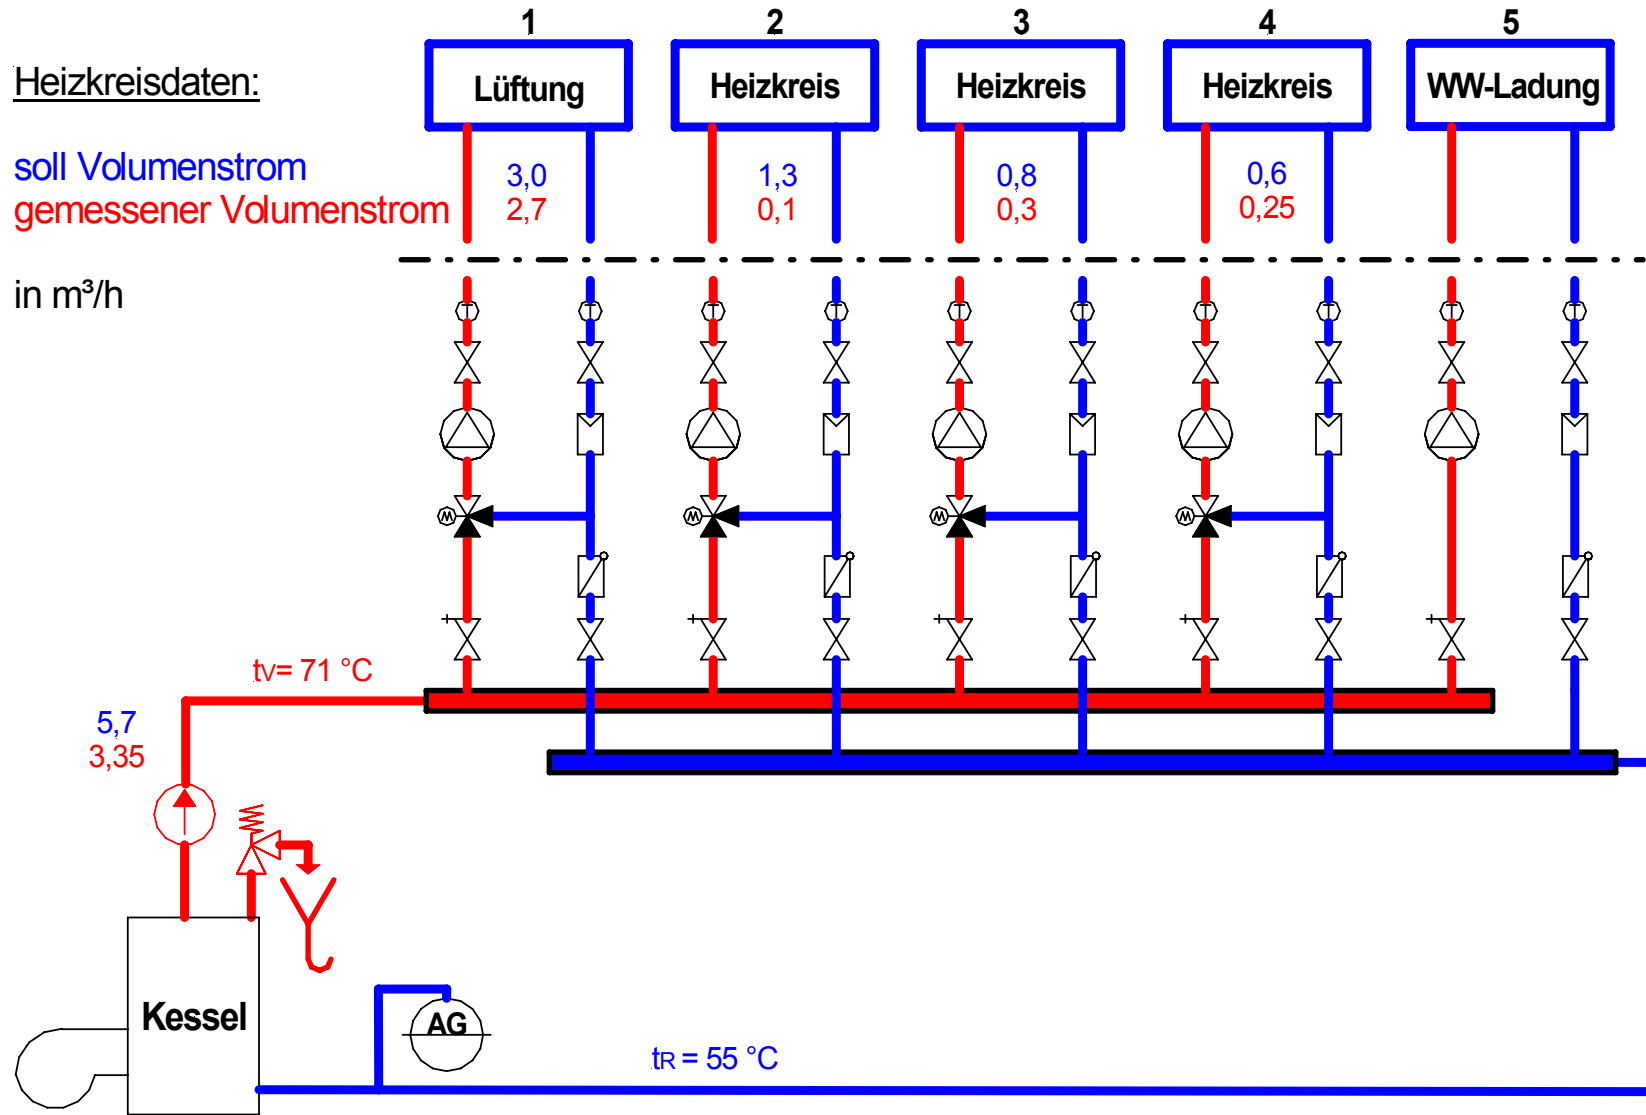 1 2 3 4 5
Heizkreisdaten:
Lüftung Heizkreis Heizkreis Heizkreis WW-Ladung
soll Volumenstrom 3,0 1,3 0,8 0,6
gemessener Volumenstrom 2,7 0,1 0,3 0,25
in m³/h
T T T T T T T T T T
M M M M
tV= 71 °C
5,7
3,35
Kessel
AG
tR = 55 °C